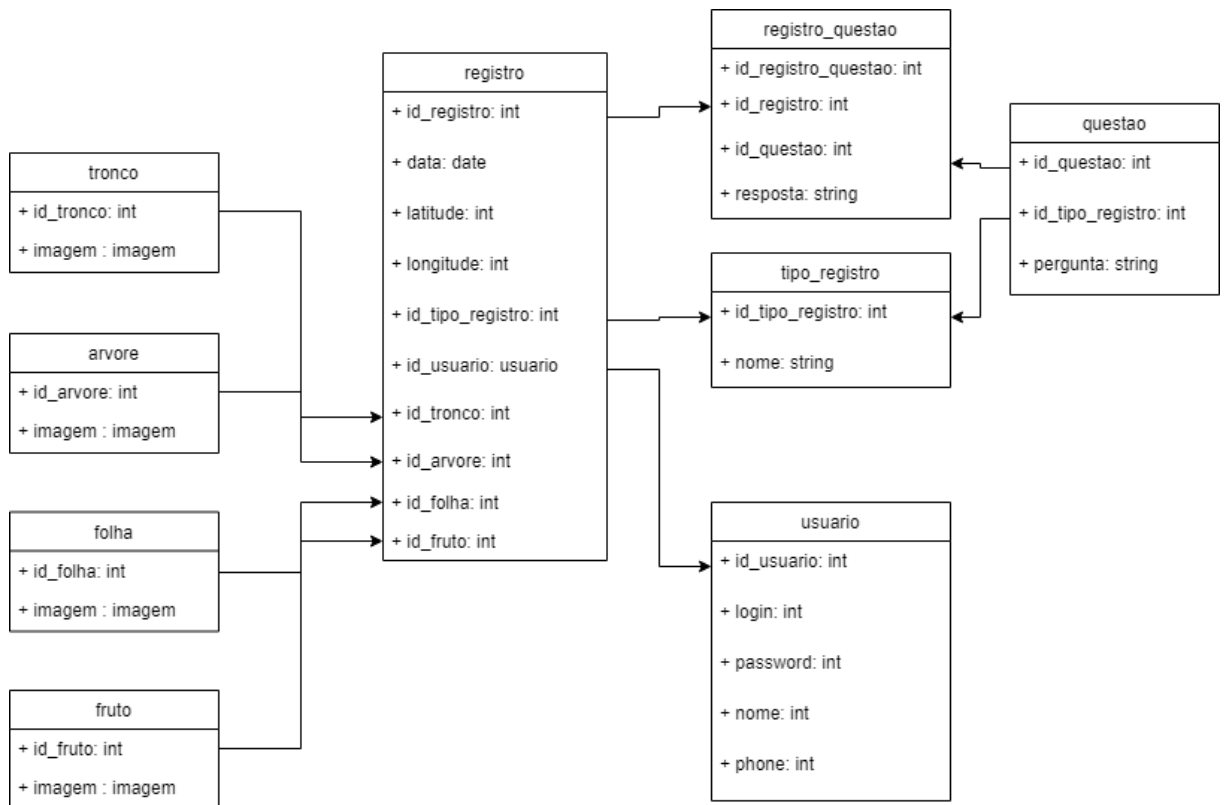 tronco
+ id_tronco: int
+ imagem : imagem
arvore
+ id_arvore: int
+ imagem : imagem
folha
+ id_folha: int
+ imagem : imagem
fruto
+ id_fruto: int
+ imagem : imagem
registro
+ id_registro: int
+ data: date
+ latitude: int
+ longitude: int
+ id_tipo_registro: int
+ id_usuario: usuario
+ id_tronco: int
+ id_arvore: int
+ id_folha: int
+ id_fruto: int
registro_questao
+ id_registro_questao: int
+ id_registro: int
+ id_questao: int
+ resposta: string
tipo_registro
+ id_tipo_registro: int
+ nome: string
usuario
+ id_usuario: int
+ login: int
+ password: int
+ nome: int
+ phone: int
questao
+ id_questao: int
+ id_tipo_registro: int
+ pergunta: string